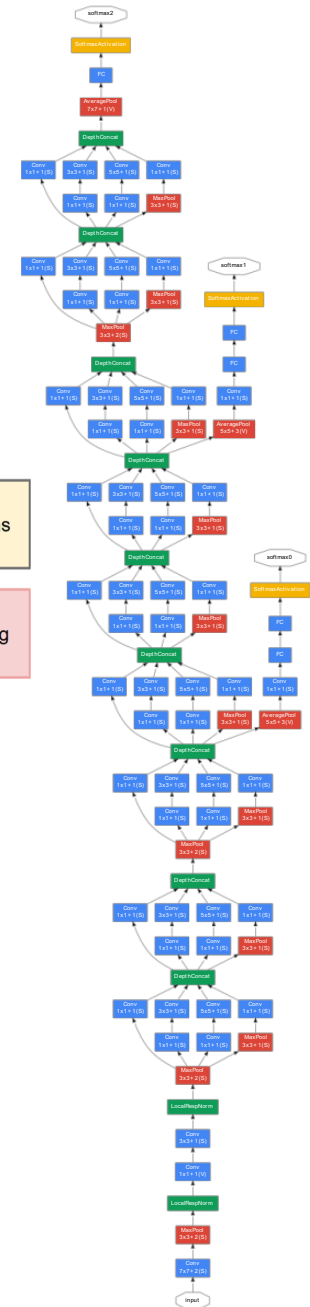 softmax2
SoftmaxActivation
FC
AveragePool
7x7+1(V)
DepthConcat
Conv Conv Conv Conv
1x1+1(S) 3x3+1(S) 5x5+1(S) 1x1+1(S)
Conv Conv MaxPool
1x1+1(S) 1x1+1(S) 3x3+1(S)
DepthConcat
Conv Conv Conv Conv
softmax1
1x1+1(S) 3x3+1(S) 5x5+1(S) 1x1+1(S)
Conv Conv MaxPool
SoftmaxActivation
1x1+1(S) 1x1+1(S) 3x3+1(S)
MaxPool
3x3+2(S)
FC
DepthConcat
FC
Conv Conv Conv Conv Conv
1x1+1(S) 3x3+1(S) 5x5+1(S) 1x1+1(S) 1x1+1(S)
Conv Conv MaxPool AveragePool
1x1+1(S) 1x1+1(S) 3x3+1(S) 5x5+3(V)
DepthConcat
Conv Conv Conv Conv
1x1+1(S) 3x3+1(S) 5x5+1(S) 1x1+1(S)
s
Conv Conv MaxPool
1x1+1(S) 1x1+1(S) 3x3+1(S)
DepthConcat
softmax0
Conv Conv Conv Conv
SoftmaxActivation
1x1+1(S) 3x3+1(S) 5x5+1(S) 1x1+1(S)
Conv Conv MaxPool
FC
1x1+1(S) 1x1+1(S) 3x3+1(S)
g
DepthConcat
FC
Conv Conv Conv Conv Conv
1x1+1(S) 3x3+1(S) 5x5+1(S) 1x1+1(S) 1x1+1(S)
Conv Conv MaxPool AveragePool
1x1+1(S) 1x1+1(S) 3x3+1(S) 5x5+3(V)
DepthConcat
Conv Conv Conv Conv
1x1+1(S) 3x3+1(S) 5x5+1(S) 1x1+1(S)
Conv Conv MaxPool
1x1+1(S) 1x1+1(S) 3x3+1(S)
MaxPool
3x3+2(S)
DepthConcat
Conv Conv Conv Conv
1x1+1(S) 3x3+1(S) 5x5+1(S) 1x1+1(S)
Conv Conv MaxPool
1x1+1(S) 1x1+1(S) 3x3+1(S)
DepthConcat
Conv Conv Conv Conv
1x1+1(S) 3x3+1(S) 5x5+1(S) 1x1+1(S)
Conv Conv MaxPool
1x1+1(S) 1x1+1(S) 3x3+1(S)
MaxPool
3x3+2(S)
LocalRespNorm
Conv
3x3+1(S)
Conv
1x1+1(V)
LocalRespNorm
MaxPool
3x3+2(S)
Conv
7x7+2(S)
input